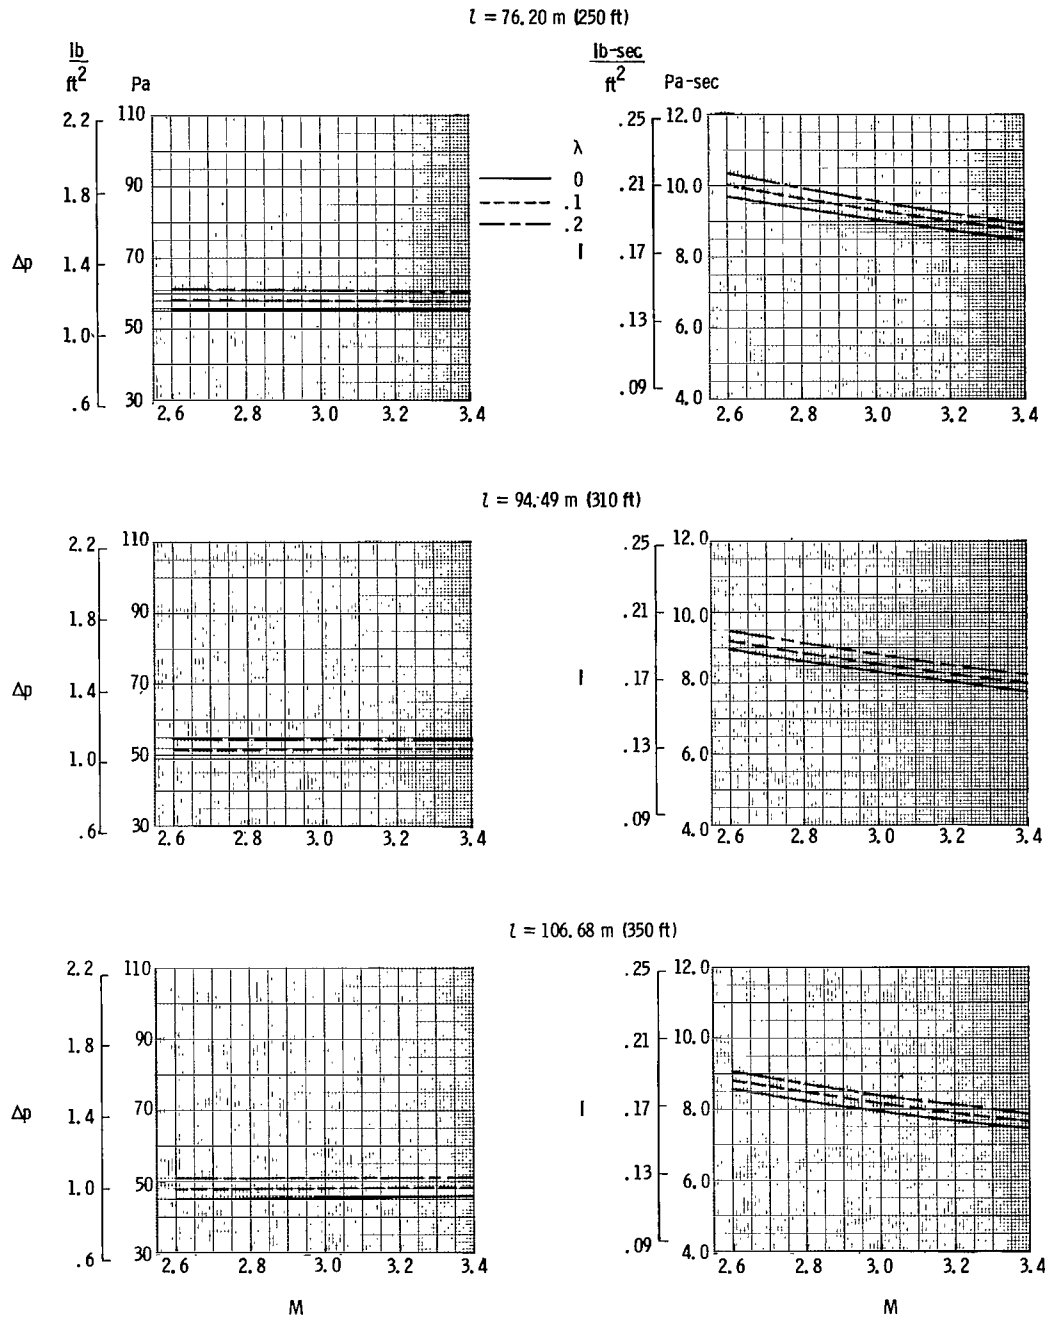 l = 76.20 m (250 ft)
lb/ft² Pa
lb-sec/ft² Pa-sec
2.2 110
1.8 90
Δp 1.4 70
1.0 50
.6 30
2.6 2.8 3.0 3.2 3.4
λ
0
.1
.2
I
.25 12.0
.21 10.0
.17 8.0
.13 6.0
.09 4.0
2.6 2.8 3.0 3.2 3.4
l = 94.49 m (310 ft)
2.2 110
1.8 90
Δp 1.4 70
1.0 50
.6 30
2.6 2.8 3.0 3.2 3.4
.25 12.0
.21 10.0
I .17 8.0
.13 6.0
.09 4.0
2.6 2.8 3.0 3.2 3.4
l = 106.68 m (350 ft)
2.2 110
1.8 90
Δp 1.4 70
1.0 50
.6 30
2.6 2.8 3.0 3.2 3.4
M
.25 12.0
.21 10.0
I .17 8.0
.13 6.0
.09 4.0
2.6 2.8 3.0 3.2 3.4
M